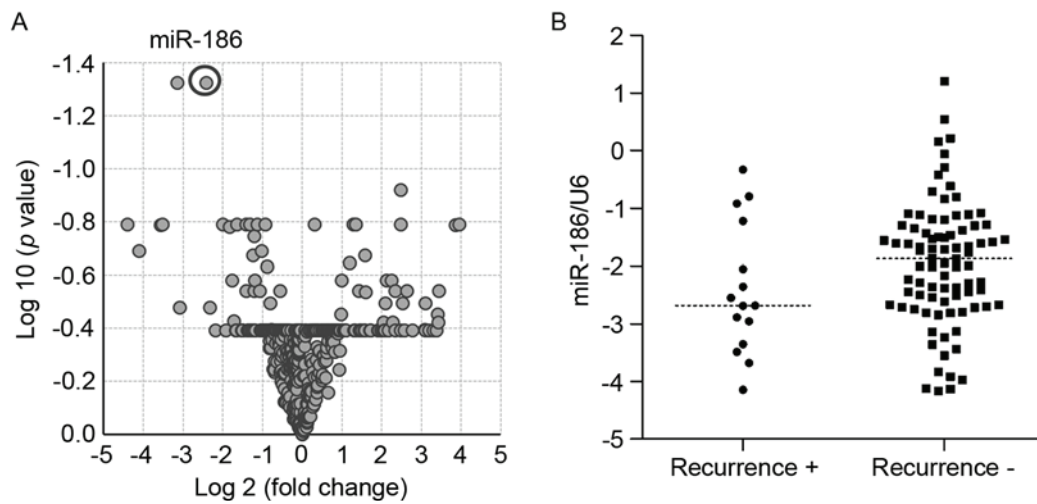 A
miR-186
-1.4
-1.2
-1.0
-0.8
-0.6
-0.4
-0.2
0.0
Log 10 (p value)
-5 -4 -3 -2 -1 0 1 2 3 4 5
Log 2 (fold change)
B
2
1
0
-1
-2
-3
-4
-5
miR-186/U6
Recurrence + Recurrence -